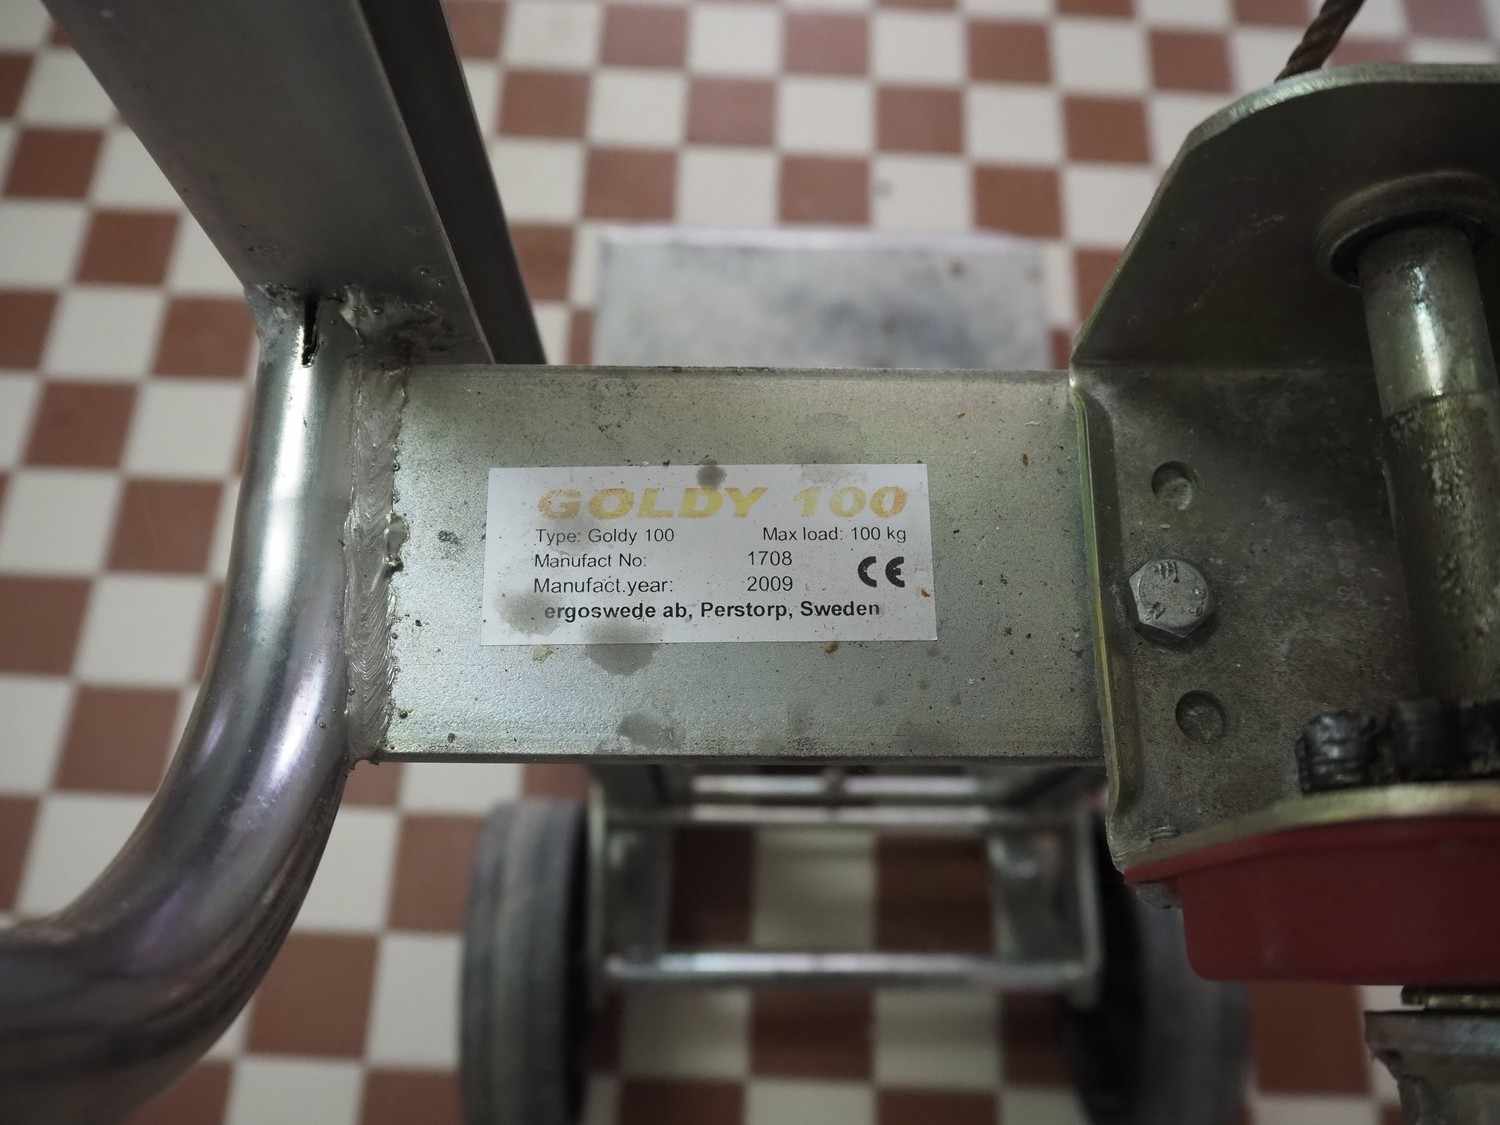 GOLDY 100
Type: Goldy 100 Max load: 100 kg
Manufact No: 1708
Manufact.year: 2009 CE
ergoswede ab, Perstorp, Sweden